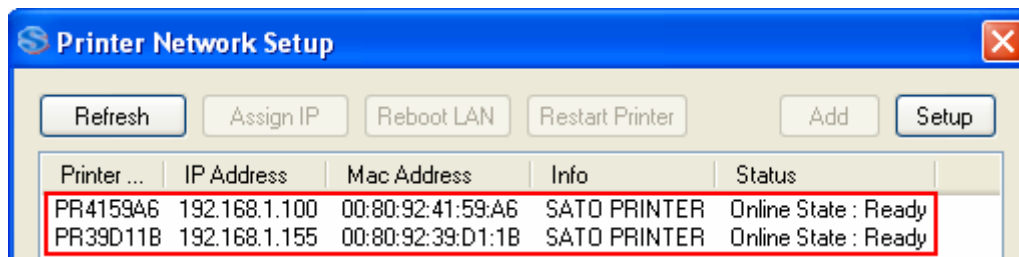 Printer Network Setup
Refresh Assign IP Reboot LAN Restart Printer Add Setup
Printer ... IP Address Mac Address Info Status
PR4159A6 192.168.1.100 00:80:92:41:59:A6 SATO PRINTER Online State : Ready
PR39D11B 192.168.1.155 00:80:92:39:D1:1B SATO PRINTER Online State : Ready